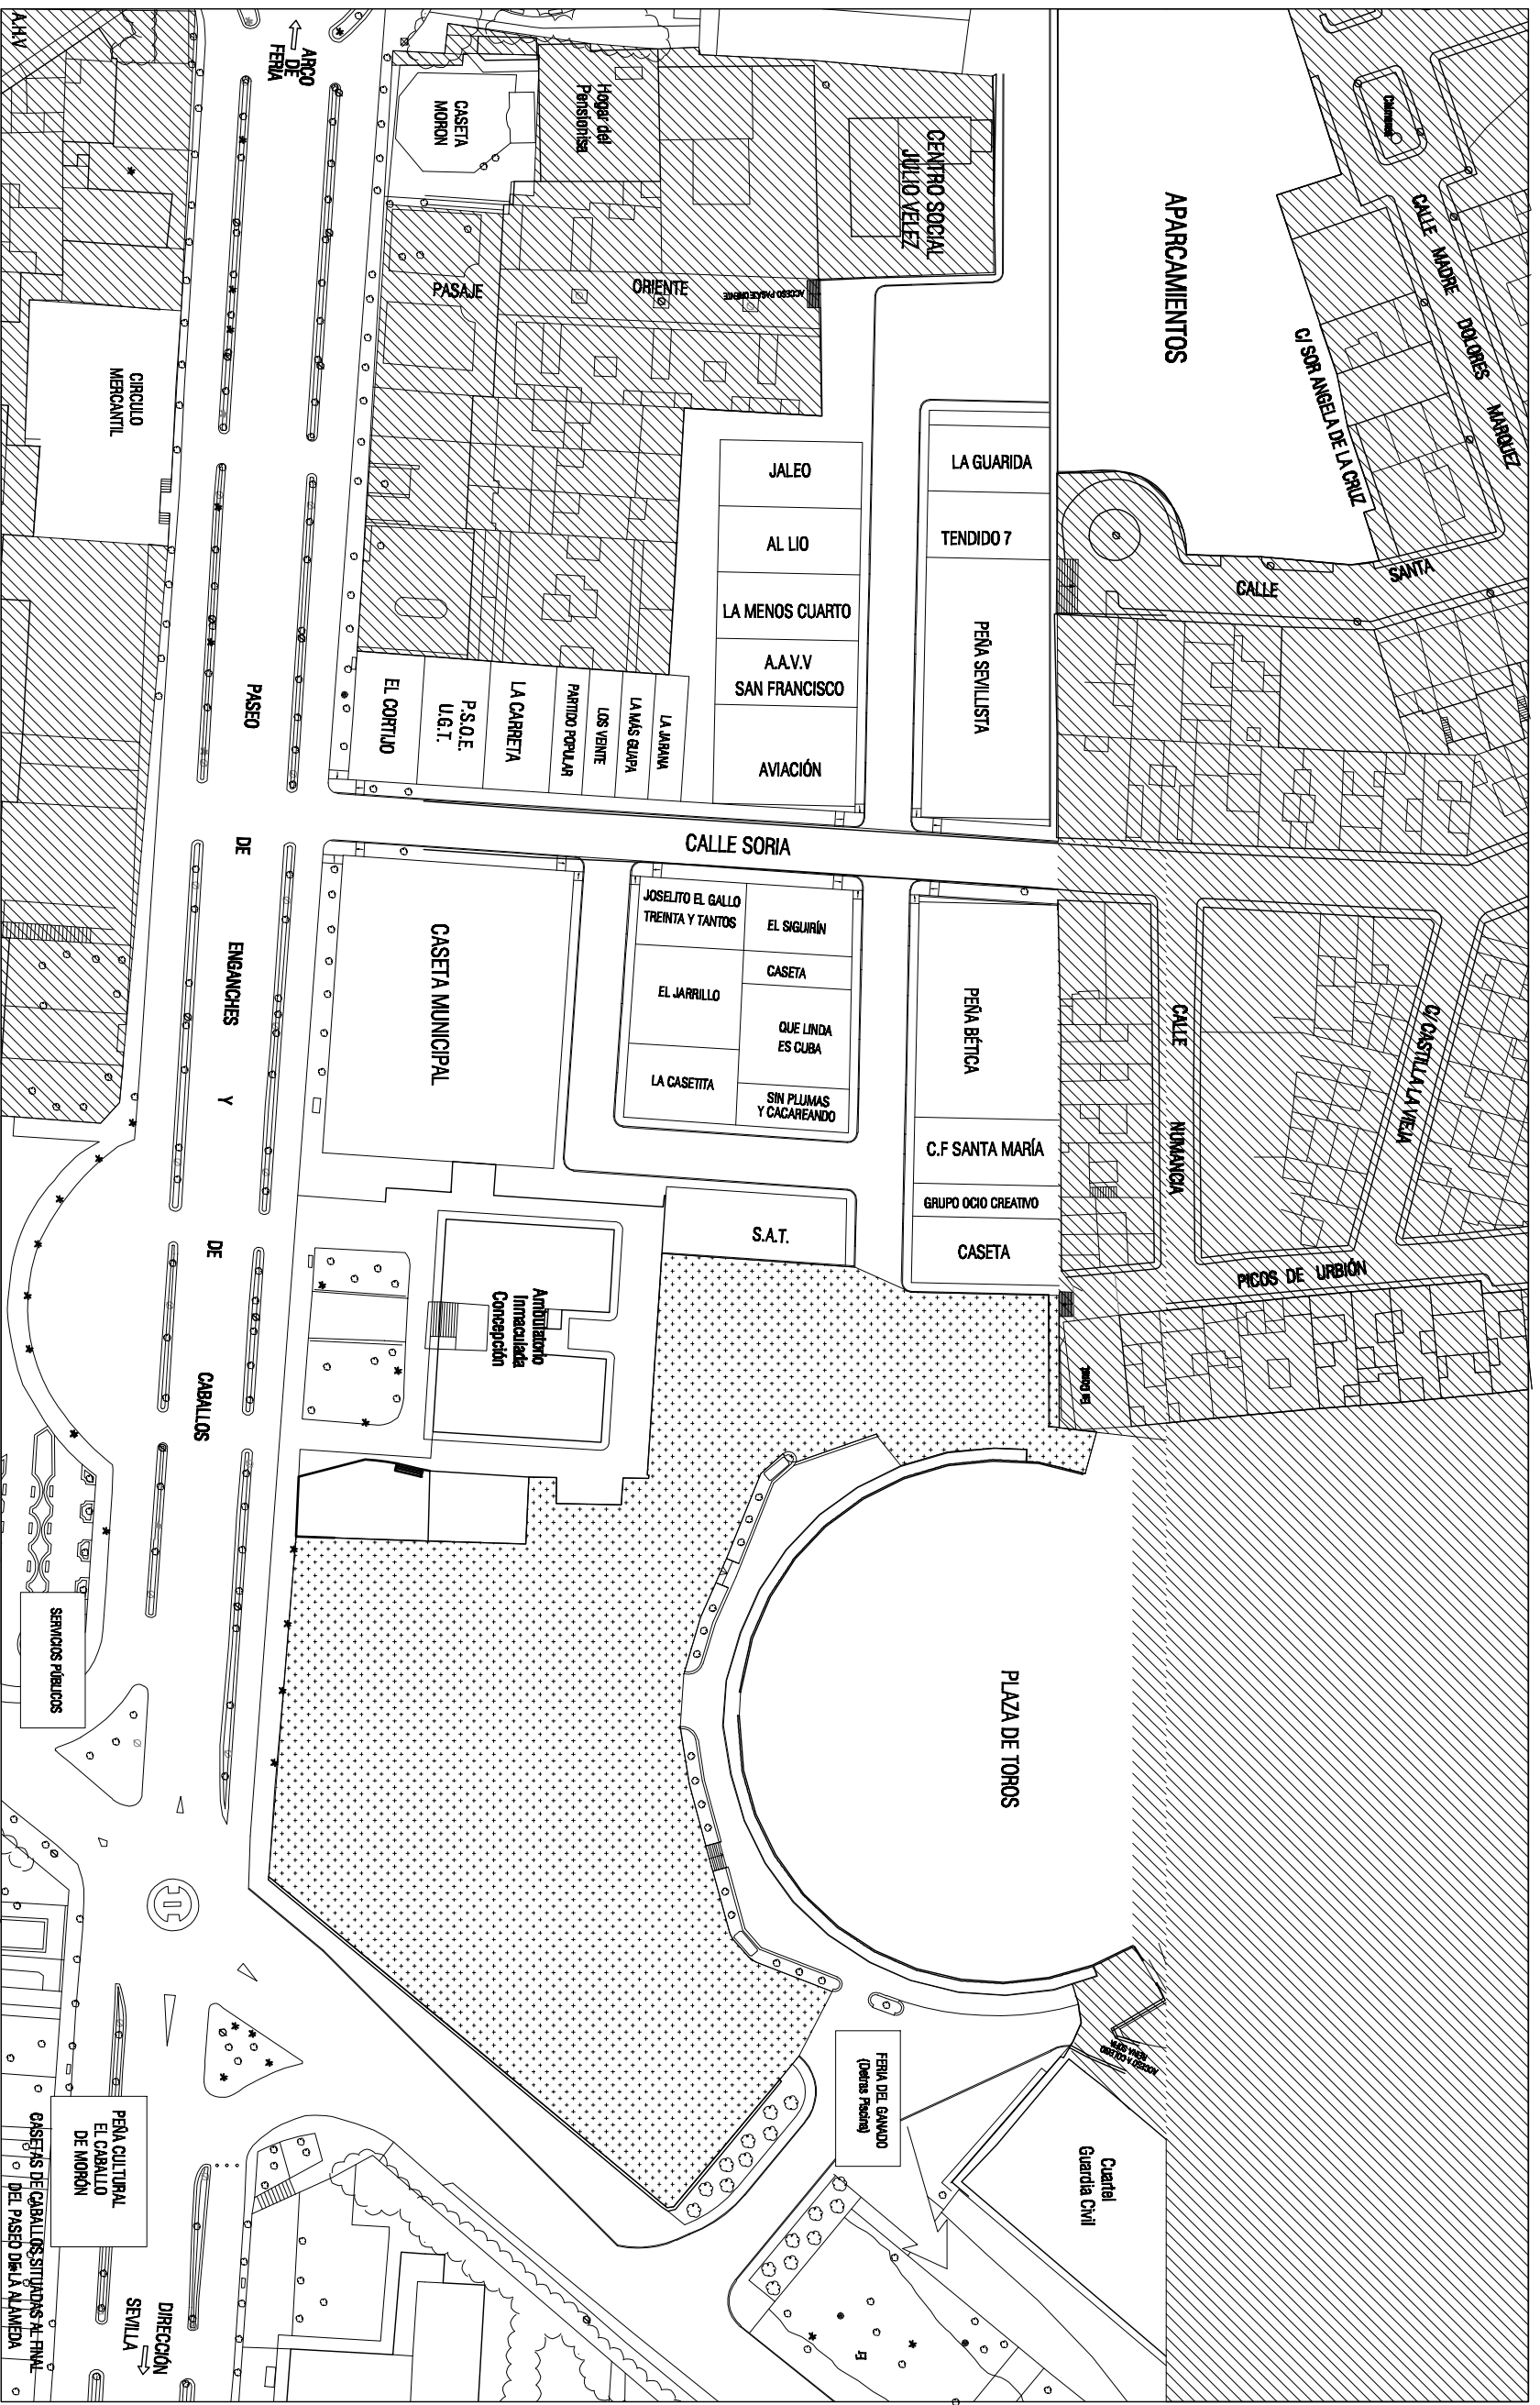 A.H.V
ARCO
DE
FERIA
CASETA
MORON
Hogar del
Pensionista
CENTRO SOCIAL
JULIO VELEZ
APARCAMIENTOS
CALLE MADRE DOLORES MARQUEZ
C/ SOR ANGELA DE LA CRUZ
PASAJE ORIENTE
ACCESO PASAJE ORIENTE
CIRCULO
MERCANTIL
CALLE SANTA
JALEO
AL LIO
LA MENOS CUARTO
A.A.V.V
SAN FRANCISCO
AVIACIÓN
LA GUARIDA
TENDIDO 7
PEÑA SEVILLISTA
EL CORTIJO
P.S.O.E.
U.G.T.
LA CARRETA
PARTIDO POPULAR
LOS VEINTE
LA MÁS GUAPA
LA JARANA
PASEO DE ENGANCHES Y DE CABALLOS
CALLE SORIA
CASETA MUNICIPAL
JOSELITO EL GALLO
TREINTA Y TANTOS
EL SIGUIRÍN
CASETA
EL JARRILLO
QUE LINDA
ES CUBA
LA CASETITA
SIN PLUMAS
Y CACAREANDO
PEÑA BÉTICA
C.F SANTA MARÍA
GRUPO OCIO CREATIVO
CASETA
S.A.T.
CALLE NUMANCIA
C/ CASTILLA LA VIEJA
PICOS DE URBIÓN
Ambulatorio
Inmaculada
Concepción
PLAZA DE TOROS
SERVICIOS PÚBLICOS
FERIA DEL GANADO
(Detras Piscina)
ACCESO A COLEGIO
REINA SOFIA
Cuartel
Guardia Civil
PEÑA CULTURAL
EL CABALLO
DE MORÓN
CASETAS DE CABALLOS SITUADAS AL FINAL
DEL PASEO DE LA ALAMEDA
DIRECCIÓN
SEVILLA